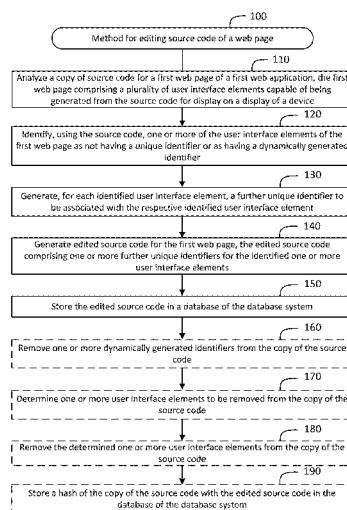 100
Method for editing source code of a web page
110
Analyze a copy of source code for a first web page of a first web application, the first
web page comprising a plurality of user interface elements capable of being
generated from the source code for display on a display of a device
120
Identify, using the source code, one or more of the user interface elements of the
first web page as not having a unique identifier or as having a dynamically generated
identifier
130
Generate, for each identified user interface element, a further unique identifier to
be associated with the respective identified user interface element
140
Generate edited source code for the first web page, the edited source code
comprising one or more further unique identifiers for the identified one or more
user interface elements
150
Store the edited source code in a database of the database system
160
Remove one or more dynamically generated identifiers from the copy of the source
code
170
Determine one or more user interface elements to be removed from the copy of the
source code
180
Remove the determined one or more user interface elements from the copy of the
source code
190
Store a hash of the copy of the source code with the edited source code in the
database of the database system